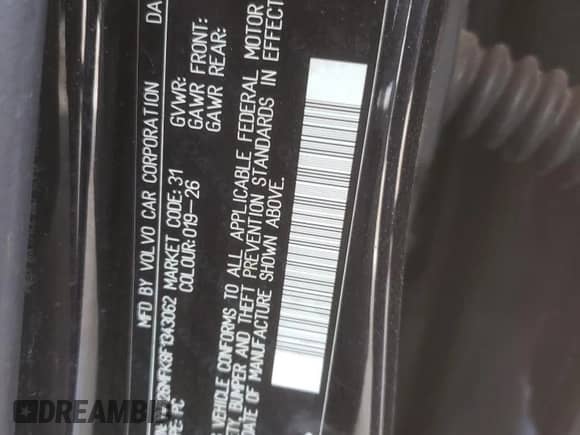 MFD BY VOLVO CAR CORPORATION DA
GVWR:
GAWR FRONT:
GAWR REAR:
MARKET CODE: 31
COLOUR: 019-26
PC
VEHICLE CONFORMS TO ALL APPLICABLE FEDERAL MOTOR
BUMPER AND THEFT PREVENTION STANDARDS IN EFFECT
DATE OF MANUFACTURE SHOWN ABOVE.
DREAMBID